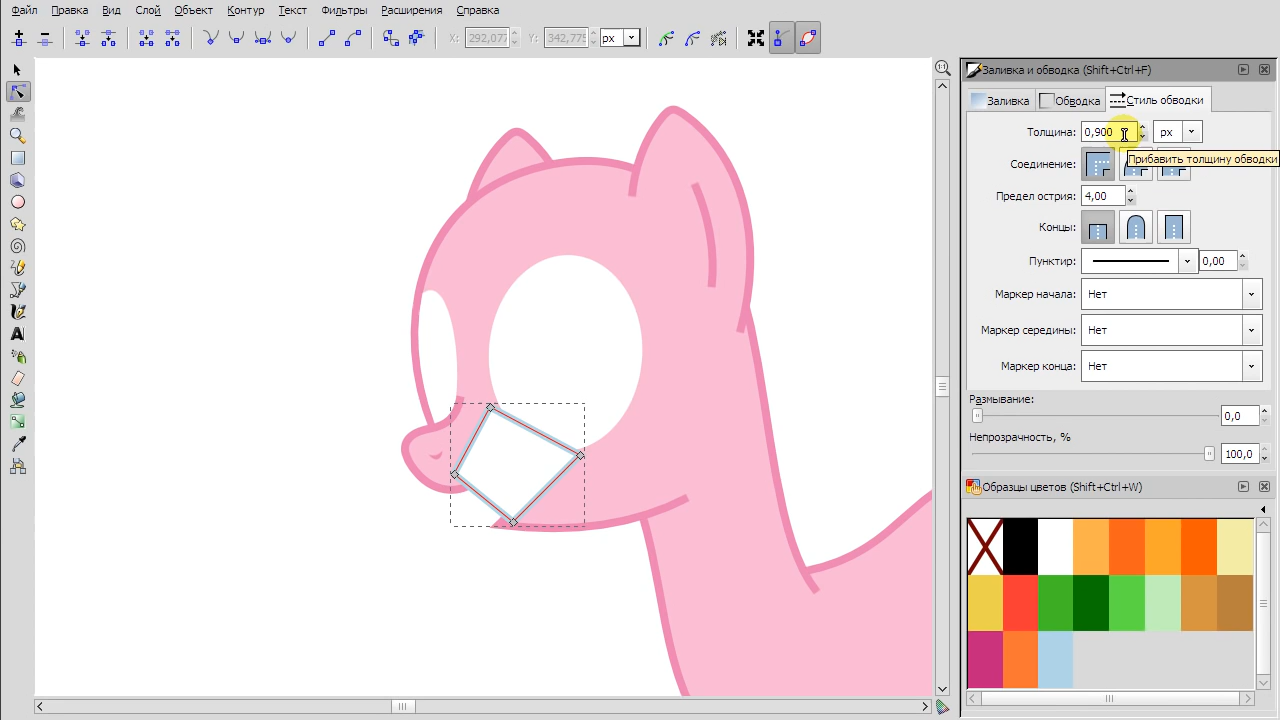 Файл Правка Вид Слой Объект Контур Текст Фильтры Расширения Справка
X: 292,077 Y: 342,775 px
1:1
Заливка и обводка (Shift+Ctrl+F)
Заливка Обводка Стиль обводки
Толщина: 0,900 px
Прибавить толщину обводки
Соединение:
Предел острия: 4,00
Концы:
Пунктир: 0,00
Маркер начала: Нет
Маркер середины: Нет
Маркер конца: Нет
Размывание:
0,0
Непрозрачность, %
100,0
Образцы цветов (Shift+Ctrl+W)
A